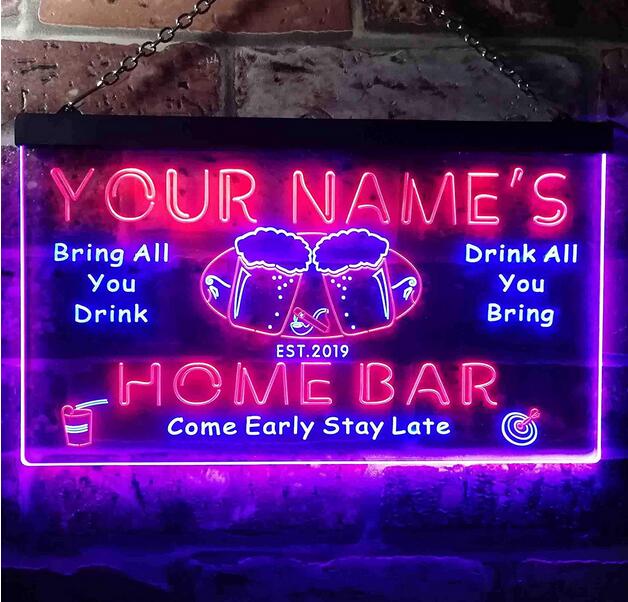 YOUR NAME'S
Bring All
You
Drink
Drink All
You
Bring
EST.2019
HOME BAR
Come Early Stay Late